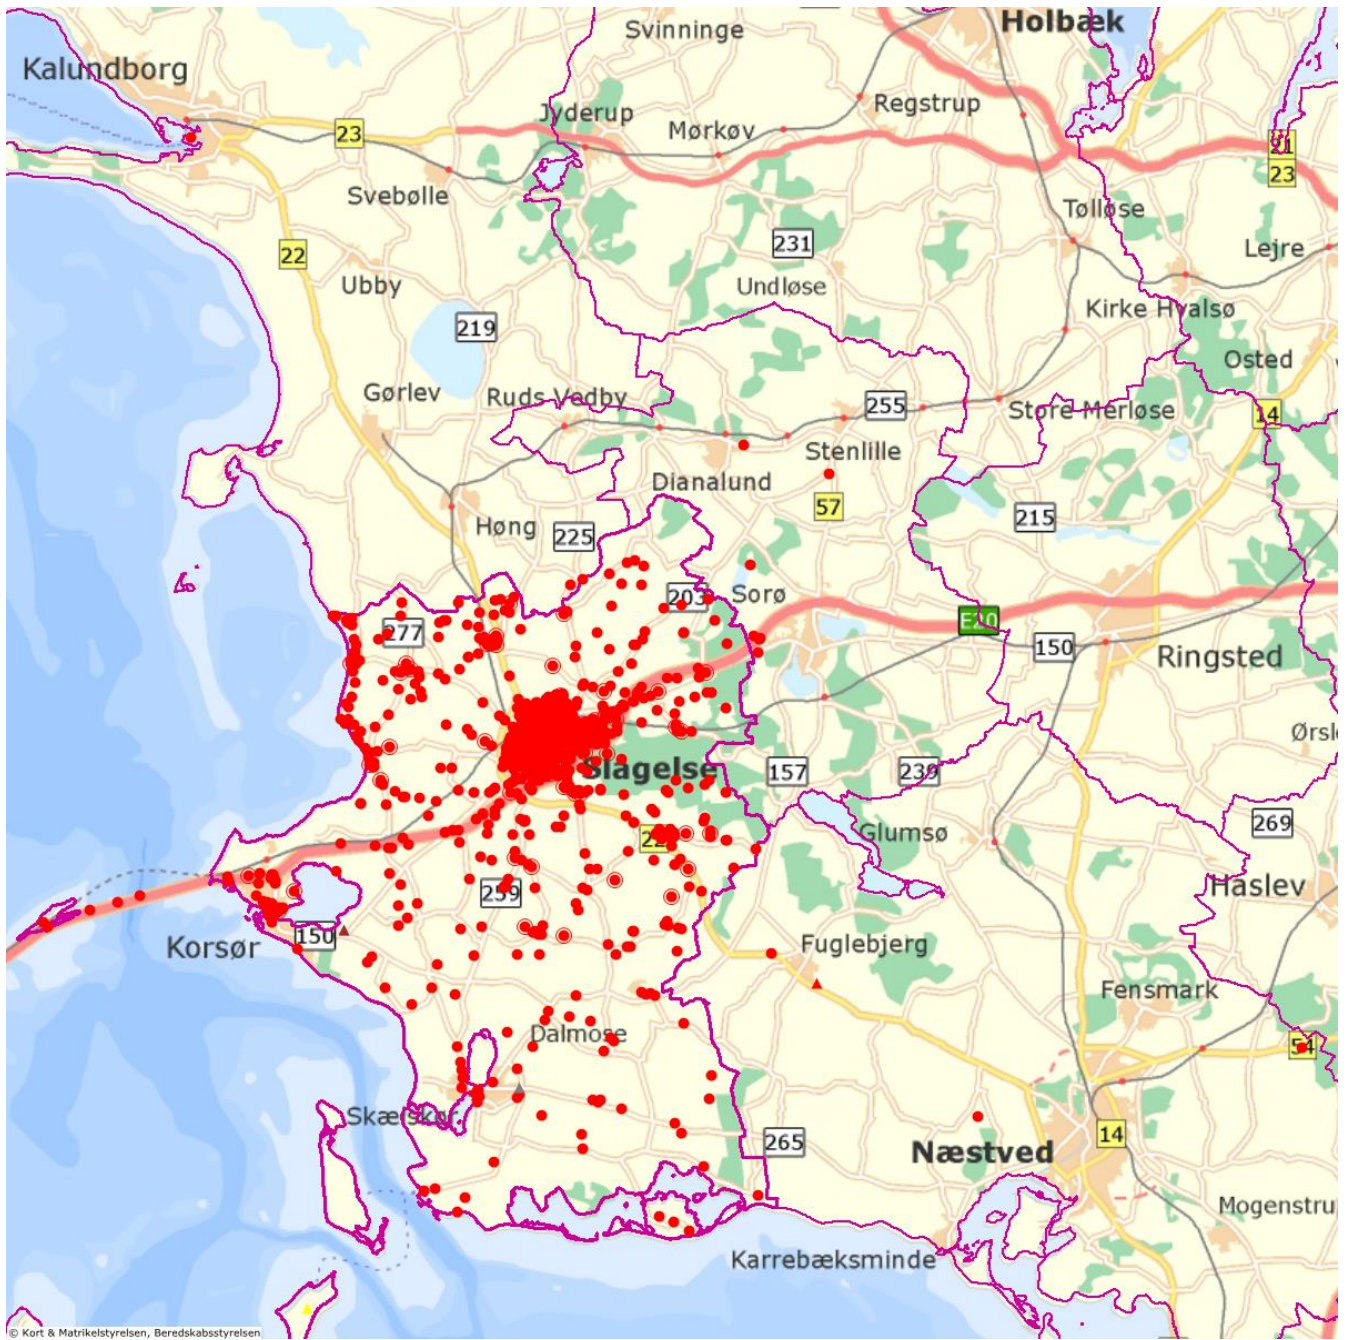 Holbæk
Svinninge
Kalundborg
Regstrup
Jyderup
Mørkøv
23
21
23
Svebølle
Tølløse
231
Lejre
22
Ubby
Undløse
Kirke Hvalsø
219
Osted
Gørlev
Ruds Vedby
255
Store Merløse
14
Stenlille
Dianalund
57
215
Høng
225
203
Sorø
E20
277
150
Ringsted
Slagelse
157
239
269
22
Glumsø
259
Haslev
150
Korsør
Fuglebjerg
Fensmark
Dalmose
54
Skælskør
265
14
Næstved
Karrebæksminde
© Kort & Matrikelstyrelsen, Beredskabsstyrelsen